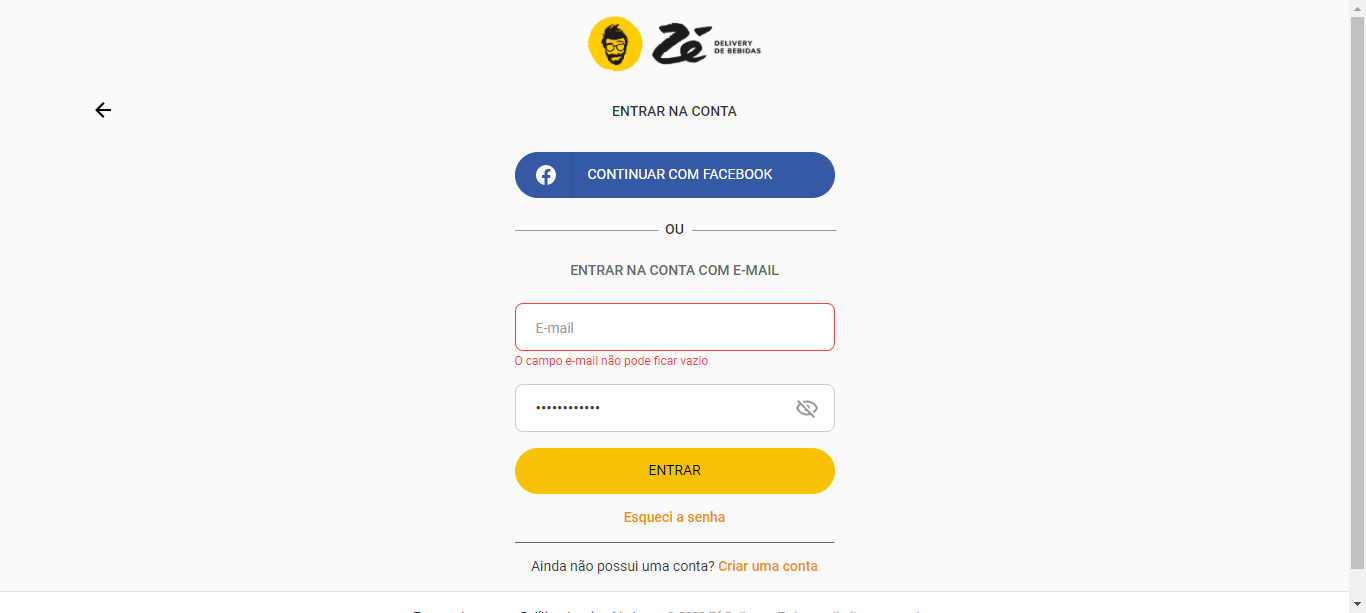 Zé DELIVERY
DE BEBIDAS
ENTRAR NA CONTA
CONTINUAR COM FACEBOOK
OU
ENTRAR NA CONTA COM E-MAIL
E-mail
O campo e-mail não pode ficar vazio
••••••••••••
ENTRAR
Esqueci a senha
Ainda não possui uma conta? Criar uma conta